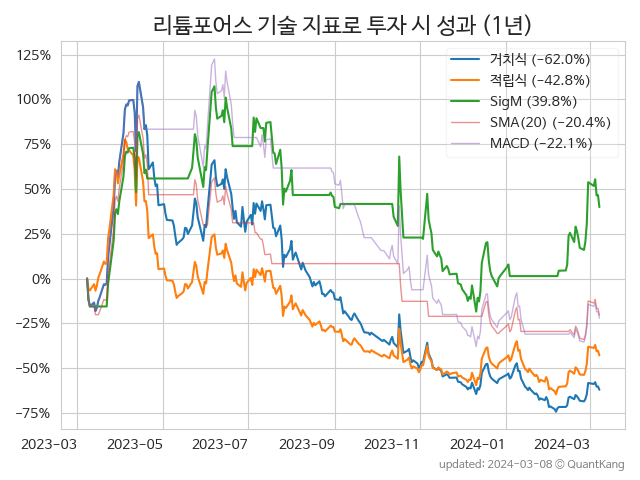 리튬포어스 기술 지표로 투자 시 성과 (1년)
125%
100%
75%
50%
25%
0%
−25%
−50%
−75%
거치식 (−62.0%)
적립식 (−42.8%)
SigM (39.8%)
SMA(20) (−20.4%)
MACD (−22.1%)
2023-03
2023-05
2023-07
2023-09
2023-11
2024-01
2024-03
updated: 2024-03-08 © QuantKang